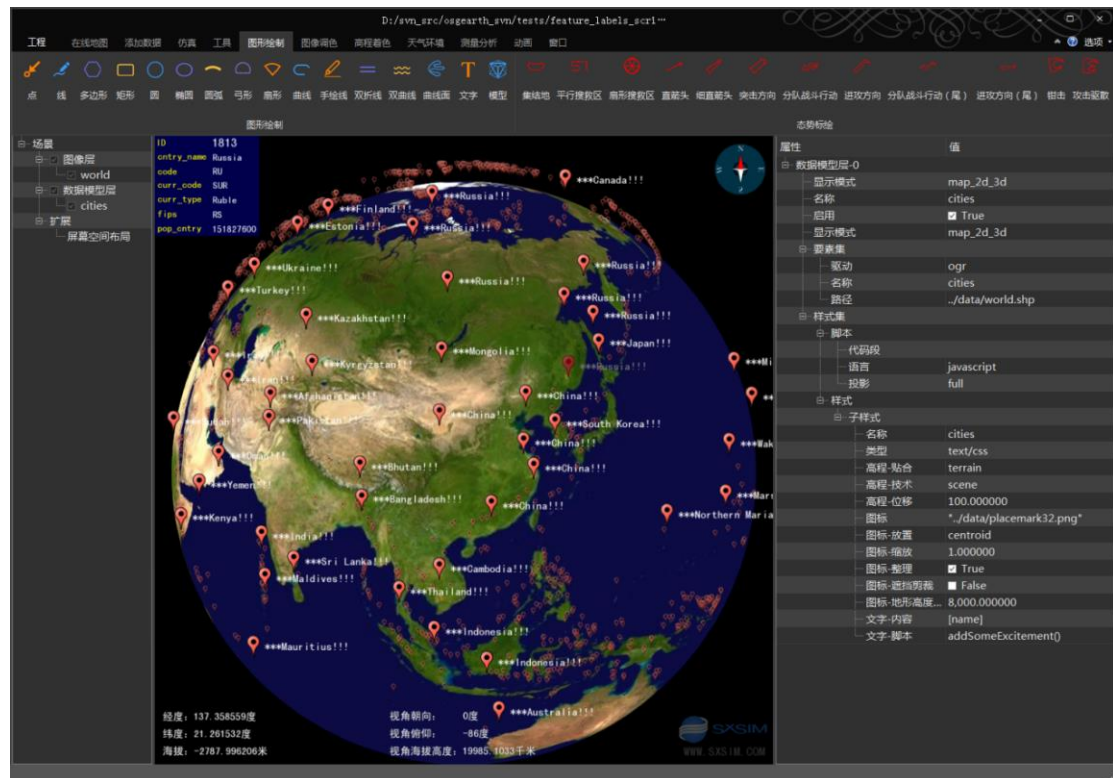 D:/svn_src/osgearth_svn/tests/feature_labels_scri…
工程 在线地图 添加数据 仿真 工具 图形绘制 图像调色 高程着色 天气环境 测量分析 动画 窗口 选项
点 线 多边形 矩形 圆 椭圆 圆弧 弓形 扇形 曲线 手绘线 双折线 双曲线 曲线面 文字 模型 集结地 平行搜救区 扇形搜救区 直箭头 细直箭头 突击方向 分队战斗行动 进攻方向 分队战斗行动（尾） 进攻方向（尾） 钳击 攻击驱散
图形绘制 态势标绘
场景
图像层
world
数据模型层
cities
扩展
屏幕空间布局
ID 1813
cntry_name Russia
code RU
curr_code SUR
curr_type Ruble
fips RS
pop_cntry 151827600
N
***Canada!!!
***Russia!!!
***Finland!!!
***Estonia!!!
***Russia!!!
***Ukraine!!!
***Russia!!!
***Russia!!!
***Turkey!!!
***Russia!!!
***Kazakhstan!!!
***Russia!!!
***Japan!!!
***Mongolia!!!
***Kyrgyzstan!!!
***Russia!!!
***Mi
***Iran!!!
***Afghanistan!!!
***China!!!
***China!!!
***Pakistan!!!
***South Korea!!!
***China!!!
***Wak
***Oman!!!
***Bhutan!!!
***China!!!
***Yemen!!!
***Bangladesh!!!
***China!!!
***Mar
***Kenya!!!
***Northern Maria
***India!!!
***Sri Lanka!!!
***Cambodia!!!
***Maldives!!!
***Thailand!!!
***Indonesia!!!
***Mauritius!!!
***Indonesia!!!
***Australia!!!
经度：137.358559度
纬度：21.261532度
海拔：-2787.996206米
视角朝向： 0度
视角俯仰： -86度
视角海拔高度：19985.1033千米
SXSIM
WWW.SXSIM.COM
属性 值
数据模型层-0
显示模式 map_2d_3d
名称 cities
启用 True
显示模式 map_2d_3d
要素集
驱动 ogr
名称 cities
路径 ../data/world.shp
样式集
脚本
代码段
语言 javascript
投影 full
样式
子样式
名称 cities
类型 text/css
高程-贴合 terrain
高程-技术 scene
高程-位移 100.000000
图标 "../data/placemark32.png"
图标-放置 centroid
图标-缩放 1.000000
图标-整理 True
图标-遮挡剪裁 False
图标-地形高度... 8,000.000000
文字-内容 [name]
文字-脚本 addSomeExcitement()